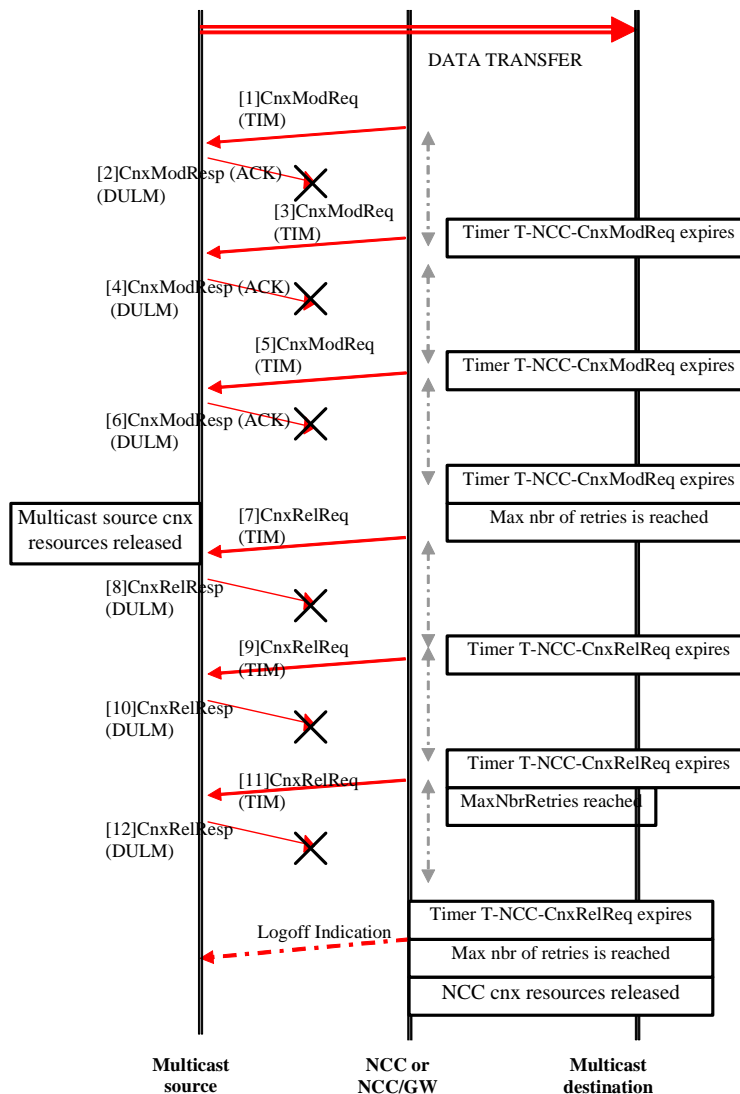 DATA TRANSFER
[1]CnxModReq
(TIM)
[2]CnxModResp (ACK)
(DULM)
[3]CnxModReq
(TIM)
Timer T-NCC-CnxModReq expires
[4]CnxModResp (ACK)
(DULM)
[5]CnxModReq
(TIM)
Timer T-NCC-CnxModReq expires
[6]CnxModResp (ACK)
(DULM)
Timer T-NCC-CnxModReq expires
Max nbr of retries is reached
Multicast source cnx
resources released
[7]CnxRelReq
(TIM)
[8]CnxRelResp
(DULM)
[9]CnxRelReq
(TIM)
Timer T-NCC-CnxRelReq expires
[10]CnxRelResp
(DULM)
Timer T-NCC-CnxRelReq expires
[11]CnxRelReq
(TIM)
MaxNbrRetries reached
[12]CnxRelResp
(DULM)
Timer T-NCC-CnxRelReq expires
Logoff Indication
Max nbr of retries is reached
NCC cnx resources released
Multicast
source
NCC or
NCC/GW
Multicast
destination